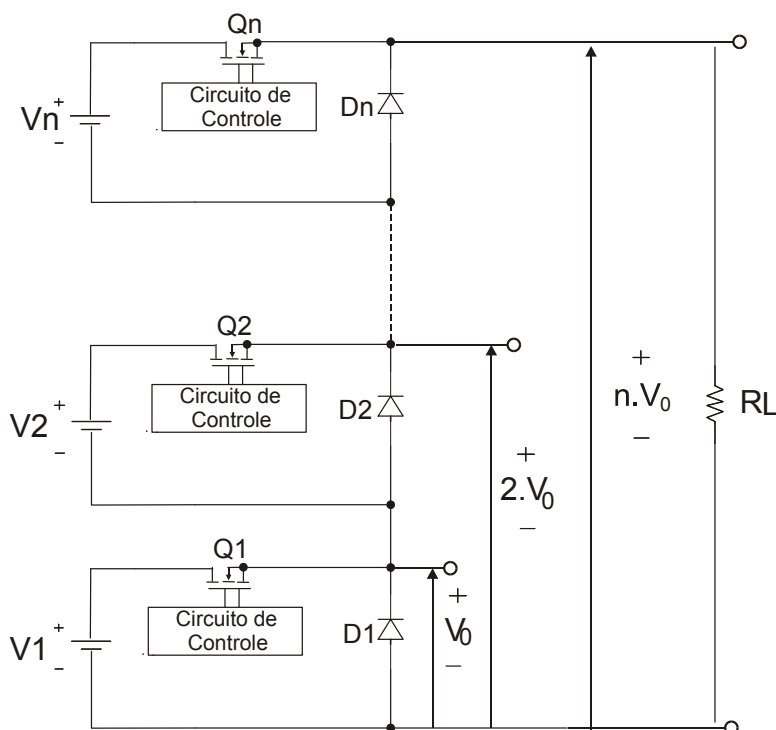 Qn
Circuito de
Controle
Vn
+
−
Dn
Q2
Circuito de
Controle
V2
+
−
D2
+
2.V0
−
+
n.V0
−
RL
Q1
Circuito de
Controle
V1
+
−
D1
+
V0
−